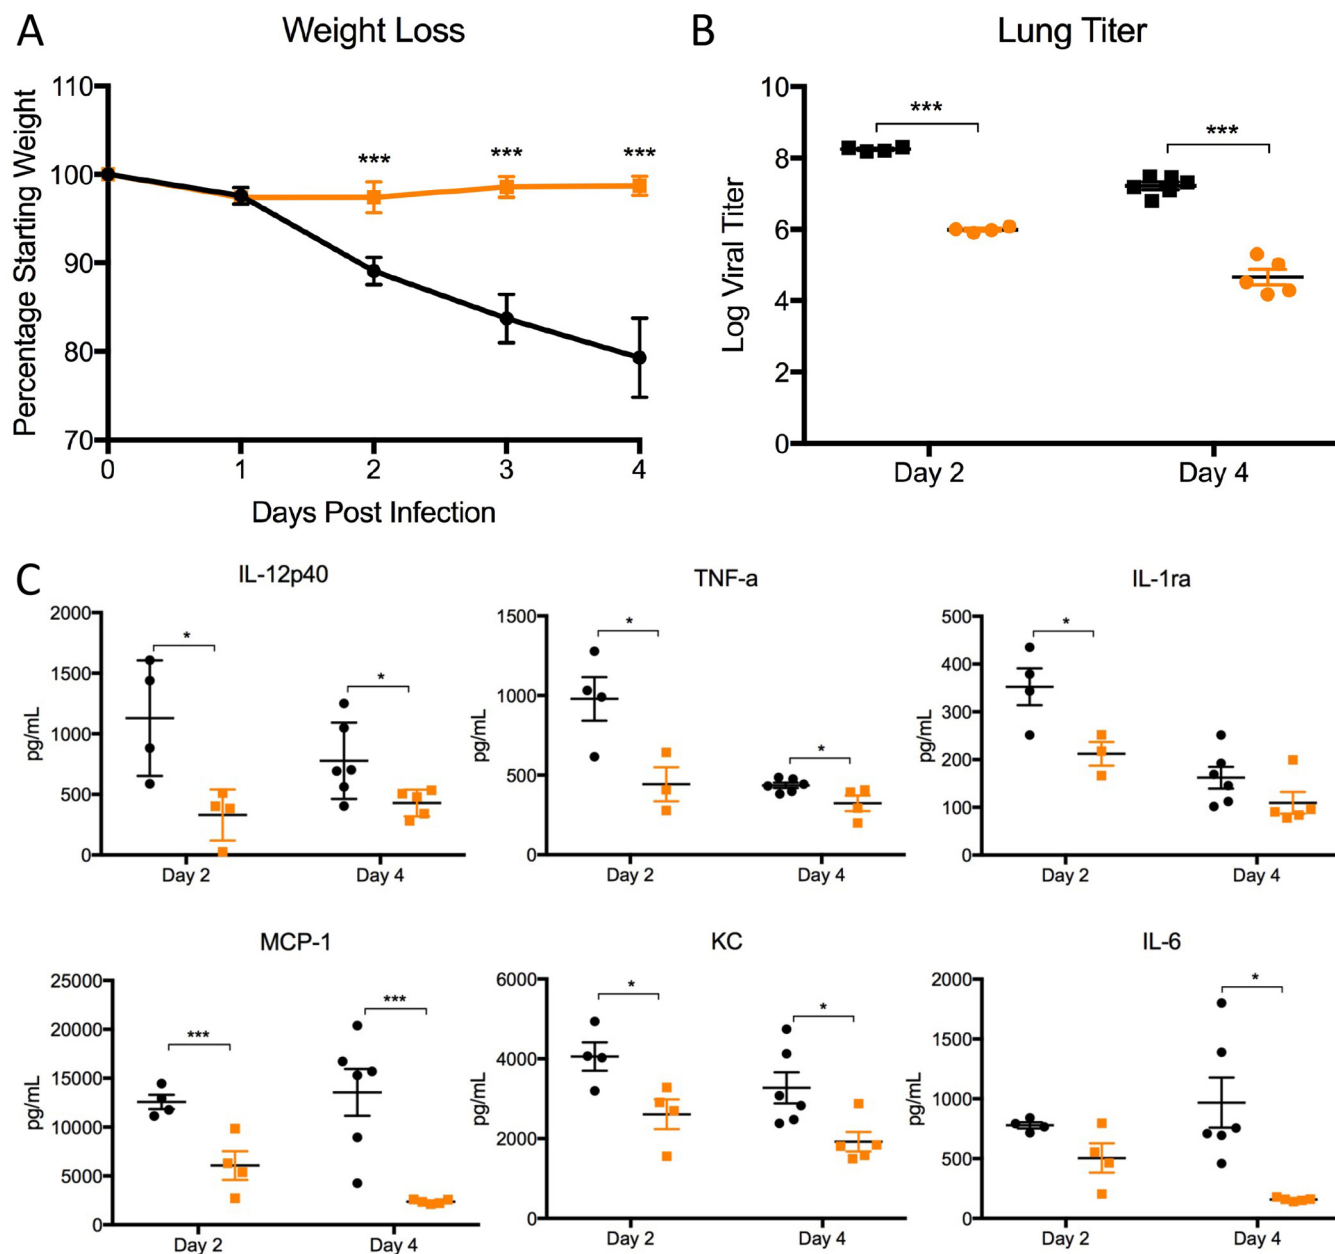 A
Weight Loss
Percentage Starting Weight
110
100
90
80
70
*** *** ***
0 1 2 3 4
Days Post Infection
B
Lung Titer
Log Viral Titer
10
8
6
4
2
0
*** ***
Day 2 Day 4
C
IL-12p40
pg/mL
2000
1500
1000
500
0
* *
Day 2 Day 4
TNF-a
pg/mL
1500
1000
500
0
* *
Day 2 Day 4
IL-1ra
pg/mL
500
400
300
200
100
0
*
Day 2 Day 4
MCP-1
pg/mL
25000
20000
15000
10000
5000
0
*** ***
Day 2 Day 4
KC
pg/mL
6000
4000
2000
0
* *
Day 2 Day 4
IL-6
pg/mL
2000
1500
1000
500
0
*
Day 2 Day 4